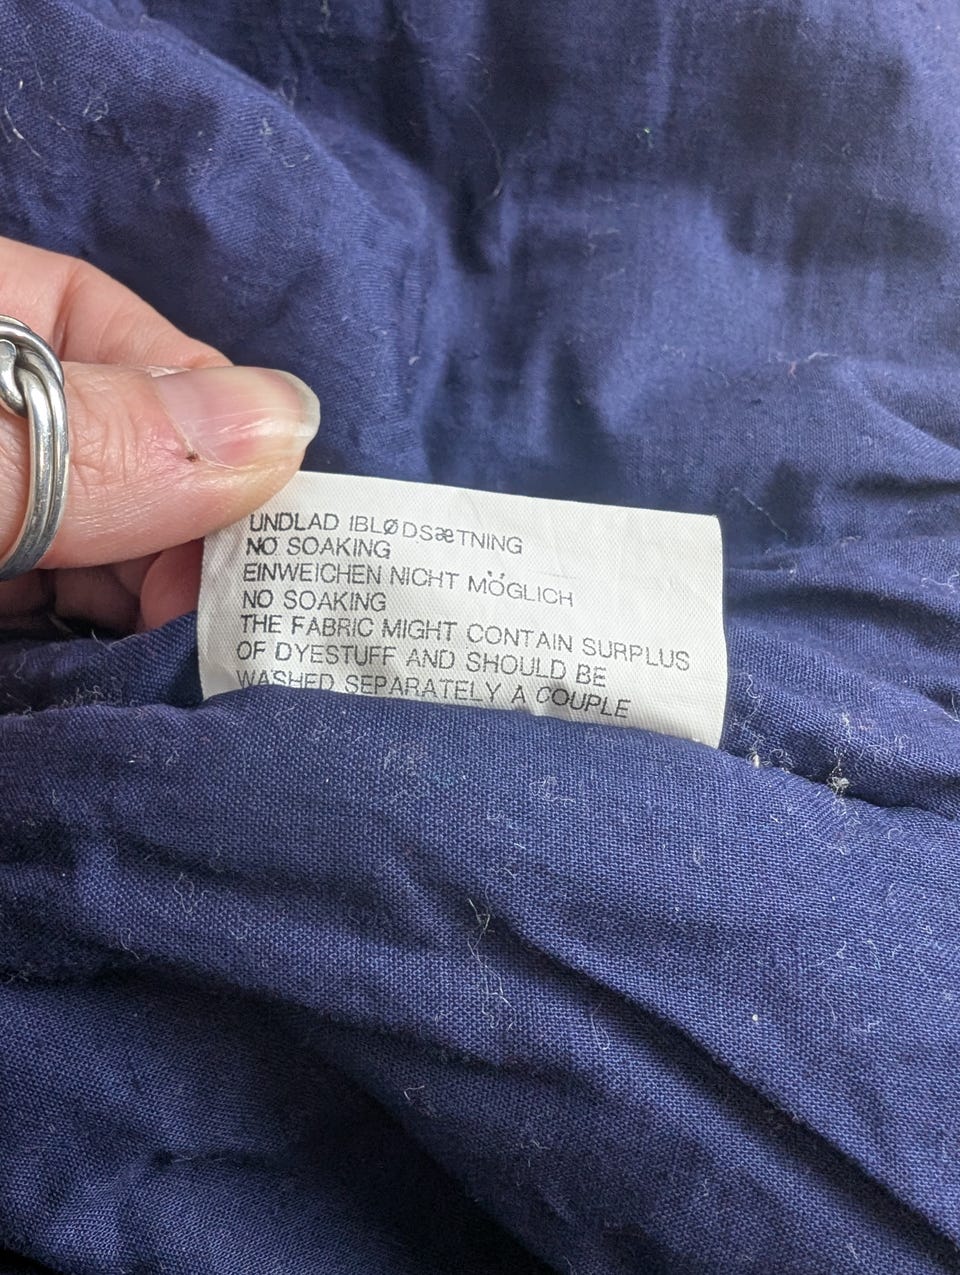 UNDLAD IBLØDSæTNING
NO SOAKING
EINWEICHEN NICHT MÖGLICH
NO SOAKING
THE FABRIC MIGHT CONTAIN SURPLUS
OF DYESTUFF AND SHOULD BE
WASHED SEPARATELY A COUPLE